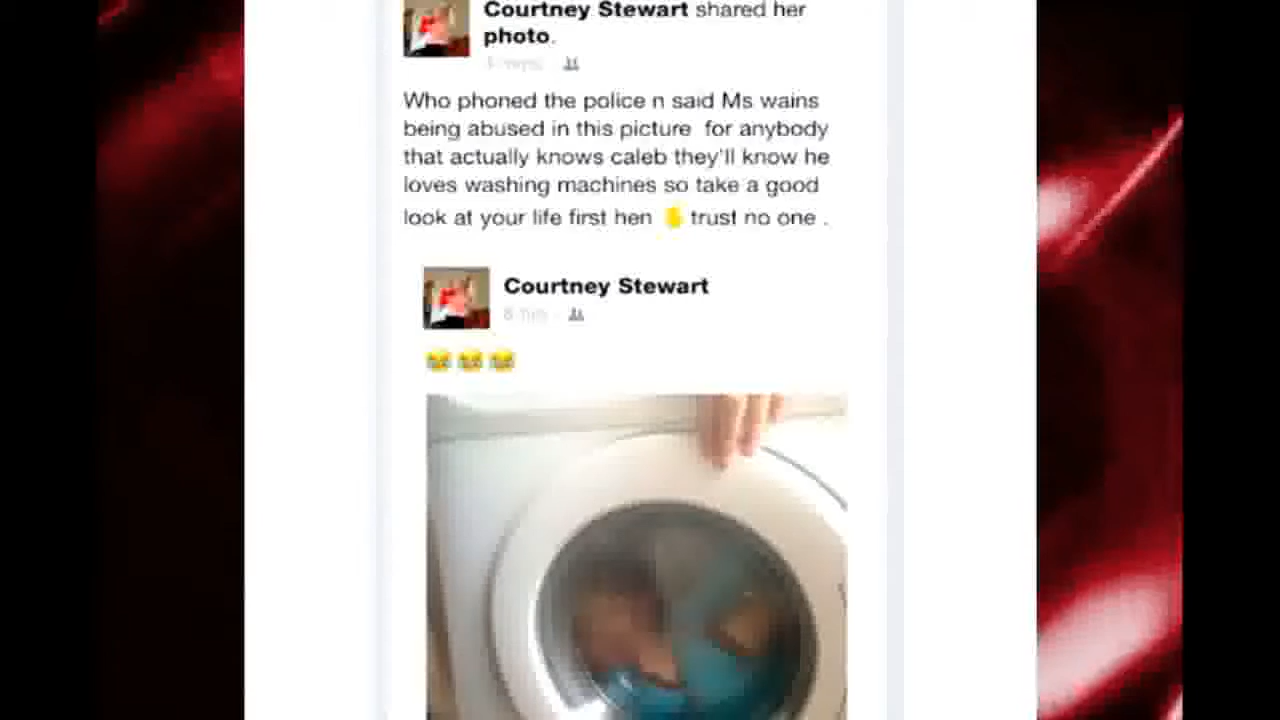 Courtney Stewart shared her
photo.
Who phoned the police n said Ms wains
being abused in this picture for anybody
that actually knows caleb they'll know he
loves washing machines so take a good
look at your life first hen ✋ trust no one .
Courtney Stewart
😂 😂 😂